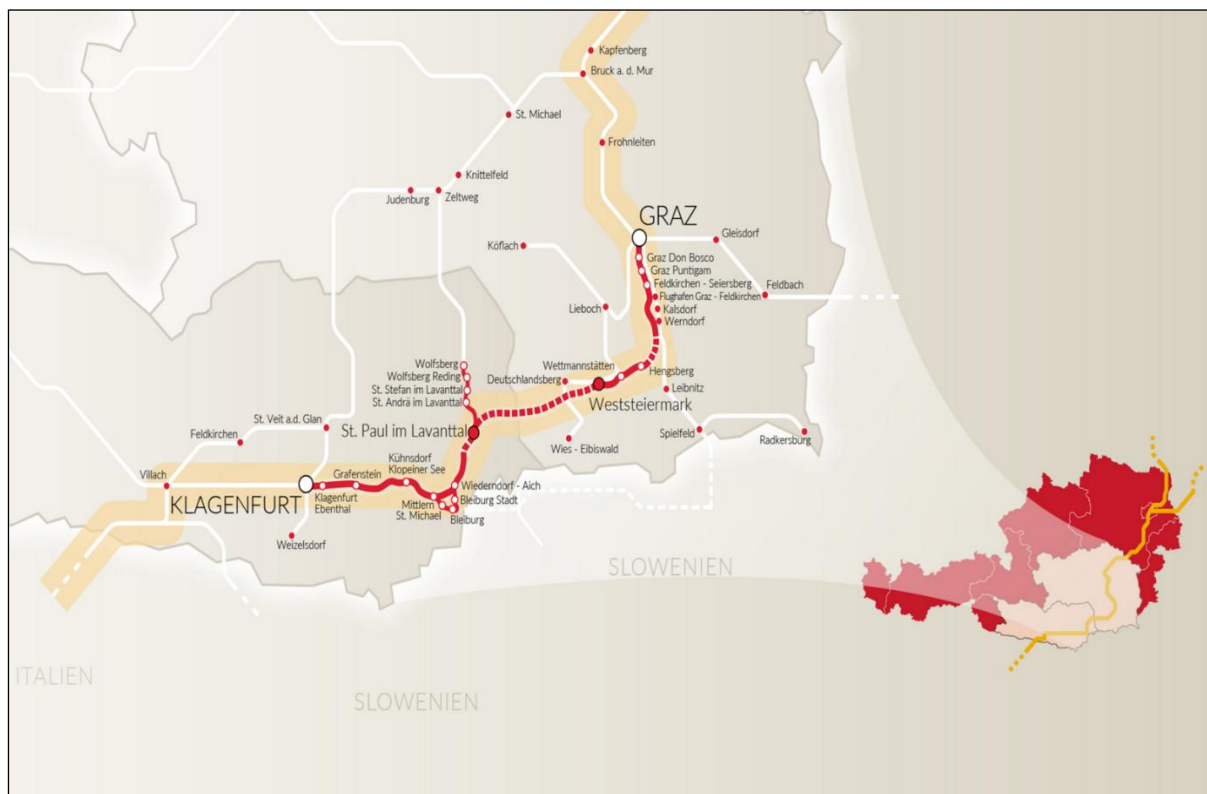 Kapfenberg
Bruck a. d. Mur
St. Michael
Frohnleiten
Knittelfeld
Judenburg
Zeltweg
GRAZ
Gleisdorf
Köflach
Graz Don Bosco
Graz Puntigam
Feldkirchen - Seiersberg
Feldbach
Flughafen Graz - Feldkirchen
Lieboch
Kalsdorf
Werndorf
Wolfsberg
Wettmannstätten
Wolfsberg Reding
Deutschlandsberg
Hengsberg
St. Stefan im Lavanttal
Leibnitz
St. Andrä im Lavanttal
Weststeiermark
St. Veit a.d. Glan
St. Paul im Lavanttal
Feldkirchen
Spielfeld
Radkersburg
Wies - Eibiswald
Kühnsdorf
Klopeiner See
Villach
Grafenstein
Wiederndorf - Aich
KLAGENFURT
Klagenfurt
Ebenthal
Bleiburg Stadt
Mittlern
St. Michael
Bleiburg
Weizelsdorf
SLOWENIEN
ITALIEN
SLOWENIEN